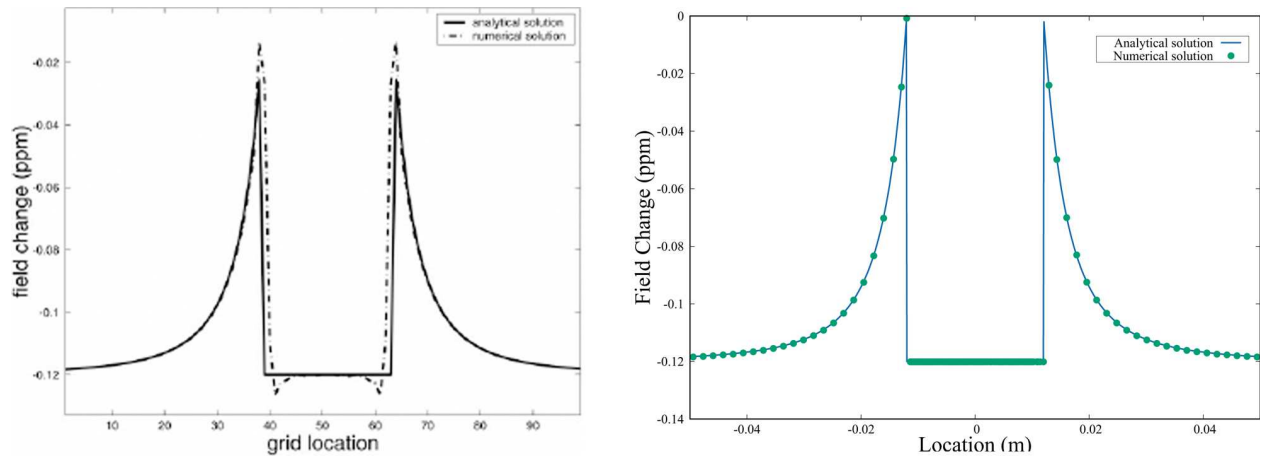 analytical solution
numerical solution
-0.02
-0.04
-0.06
-0.08
-0.1
-0.12
field change (ppm)
10 20 30 40 50 60 70 80 90
grid location
0
-0.02
-0.04
-0.06
-0.08
-0.1
-0.12
-0.14
Analytical solution
Numerical solution
Field Change (ppm)
-0.04 -0.02 0 0.02 0.04
Location (m)